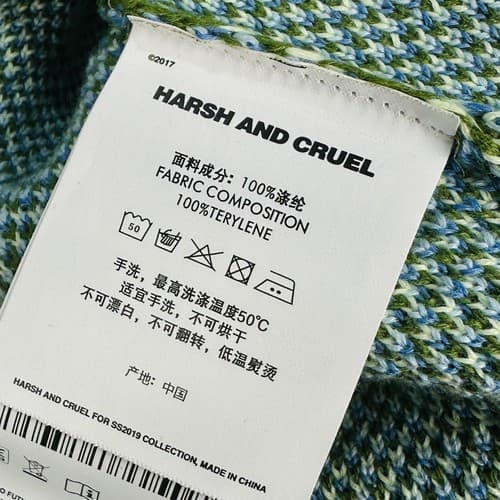 ©2017
HARSH AND CRUEL
面料成分：100%涤纶
FABRIC COMPOSITION
100%TERYLENE
50
手洗，最高洗涤温度50℃
适宜手洗，不可烘干
不可漂白，不可翻转，低温熨烫
产地：中国
HARSH AND CRUEL FOR SS2019 COLLECTION, MADE IN CHINA